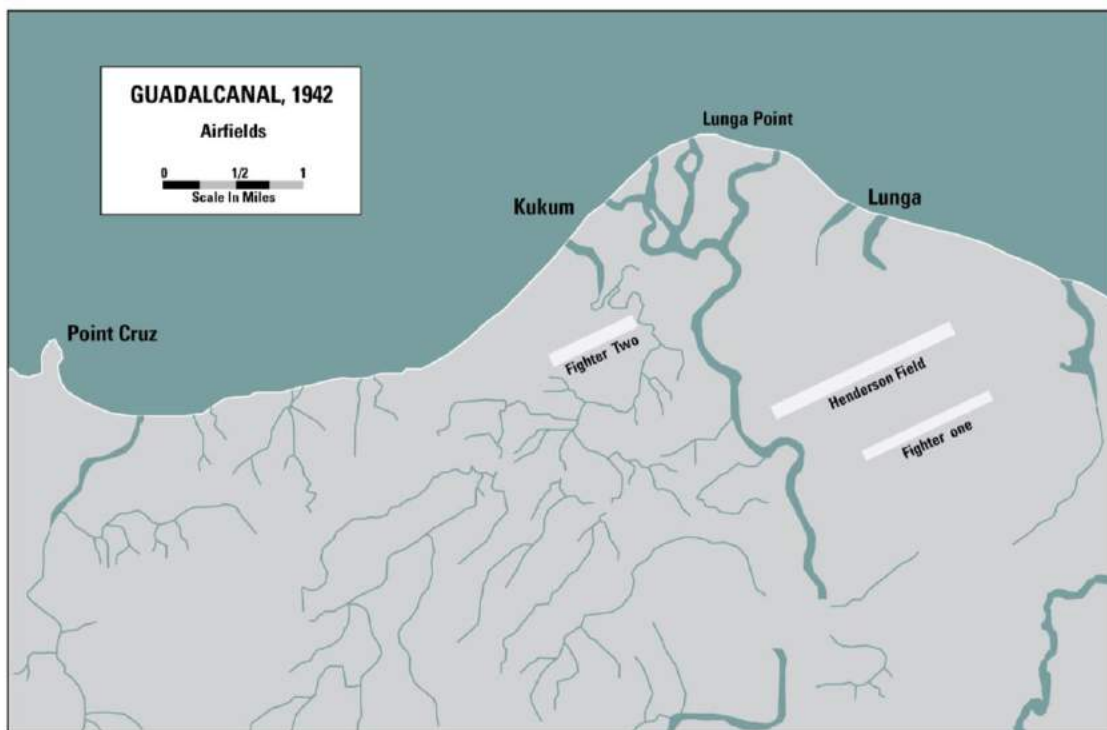 GUADALCANAL, 1942
Airfields
0 1/2 1
Scale In Miles
Lunga Point
Kukum
Lunga
Point Cruz
Fighter Two
Henderson Field
Fighter one